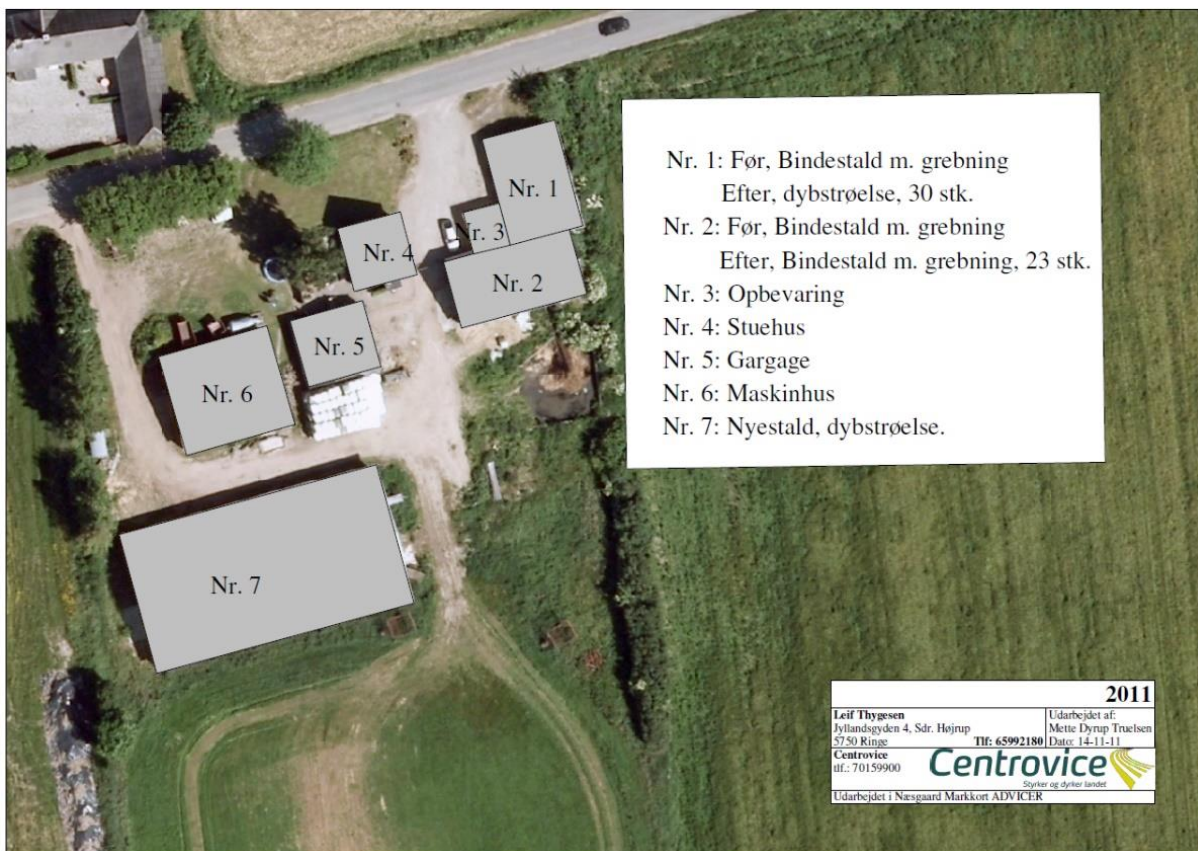 Nr. 1
Nr. 3
Nr. 4
Nr. 2
Nr. 5
Nr. 6
Nr. 7
Nr. 1: Før, Bindestald m. grebning
Efter, dybstrøelse, 30 stk.
Nr. 2: Før, Bindestald m. grebning
Efter, Bindestald m. grebning, 23 stk.
Nr. 3: Opbevaring
Nr. 4: Stuehus
Nr. 5: Gargage
Nr. 6: Maskinhus
Nr. 7: Nyestald, dybstrøelse.
2011
Leif Thygesen
Jyllandsgyden 4, Sdr. Højrup
5750 Ringe Tlf: 65992180
Udarbejdet af:
Mette Dyrup Truelsen
Dato: 14-11-11
Centrovice
tlf.: 70159900
Centrovice
Styrker og dyrker landet
Udarbejdet i Næsgaard Markkort ADVICER